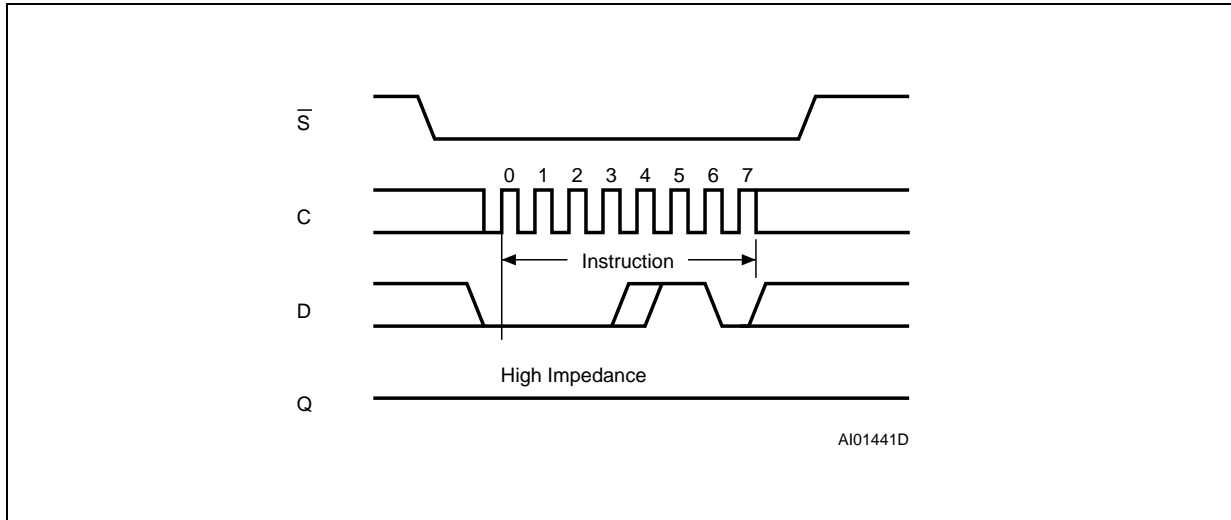 S̅
0 1 2 3 4 5 6 7
C
Instruction
D
High Impedance
Q
AI01441D